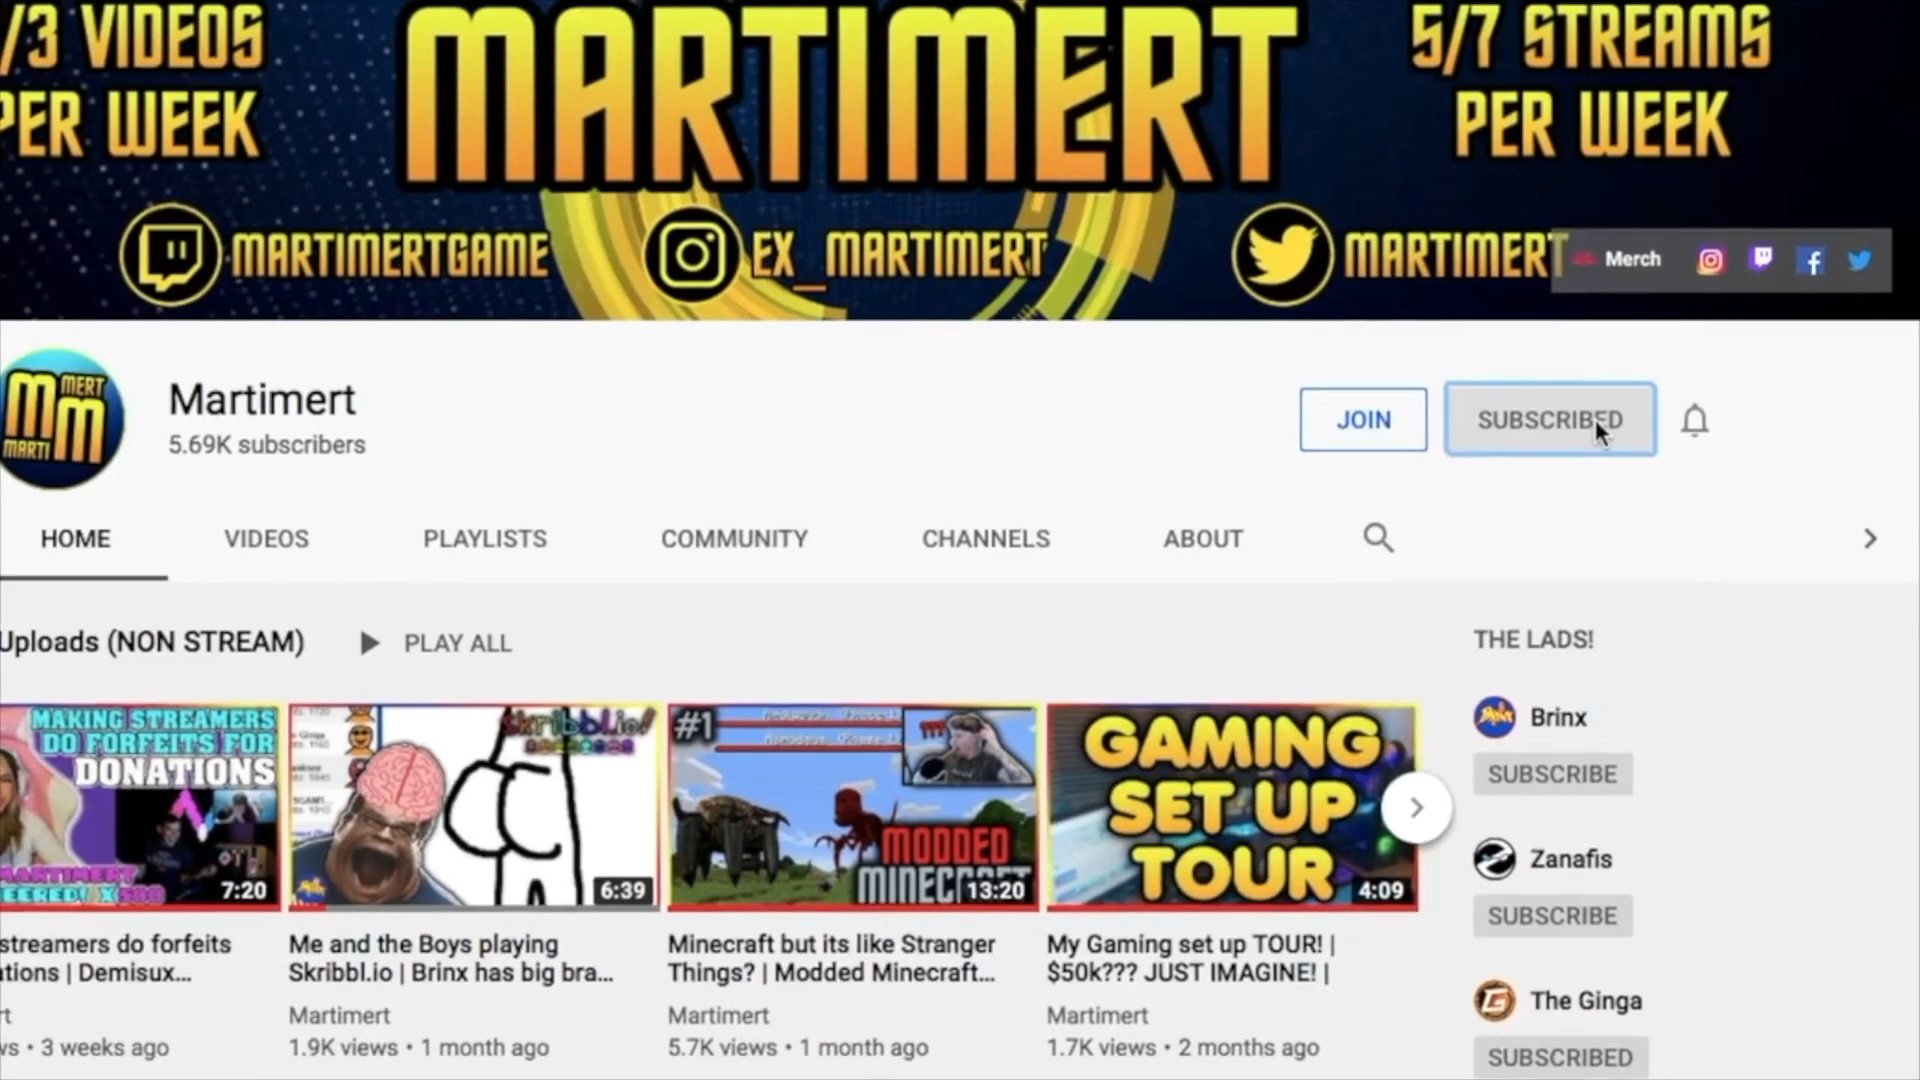 /3 VIDEOS
PER WEEK
MARTIMERT
5/7 STREAMS
PER WEEK
MARTIMERTGAME
EX_MARTIMERT
MARTIMERT
Merch
MERT
MARTI
Martimert
5.69K subscribers
JOIN
SUBSCRIBED
HOME
VIDEOS
PLAYLISTS
COMMUNITY
CHANNELS
ABOUT
Uploads (NON STREAM)
PLAY ALL
THE LADS!
MAKING STREAMERS
DO FORFEITS FOR
DONATIONS
MARTIMERT
7:20
skribbl.io!
6:39
#1
MODDED
13:20
GAMING
SET UP
TOUR
4:09
streamers do forfeits
tions | Demisux...
3 weeks ago
Me and the Boys playing
Skribbl.io | Brinx has big bra...
Martimert
1.9K views • 1 month ago
Minecraft but its like Stranger
Things? | Modded Minecraft...
Martimert
5.7K views • 1 month ago
My Gaming set up TOUR! |
$50k??? JUST IMAGINE! |
Martimert
1.7K views • 2 months ago
Brinx
SUBSCRIBE
Zanafis
SUBSCRIBE
The Ginga
SUBSCRIBED